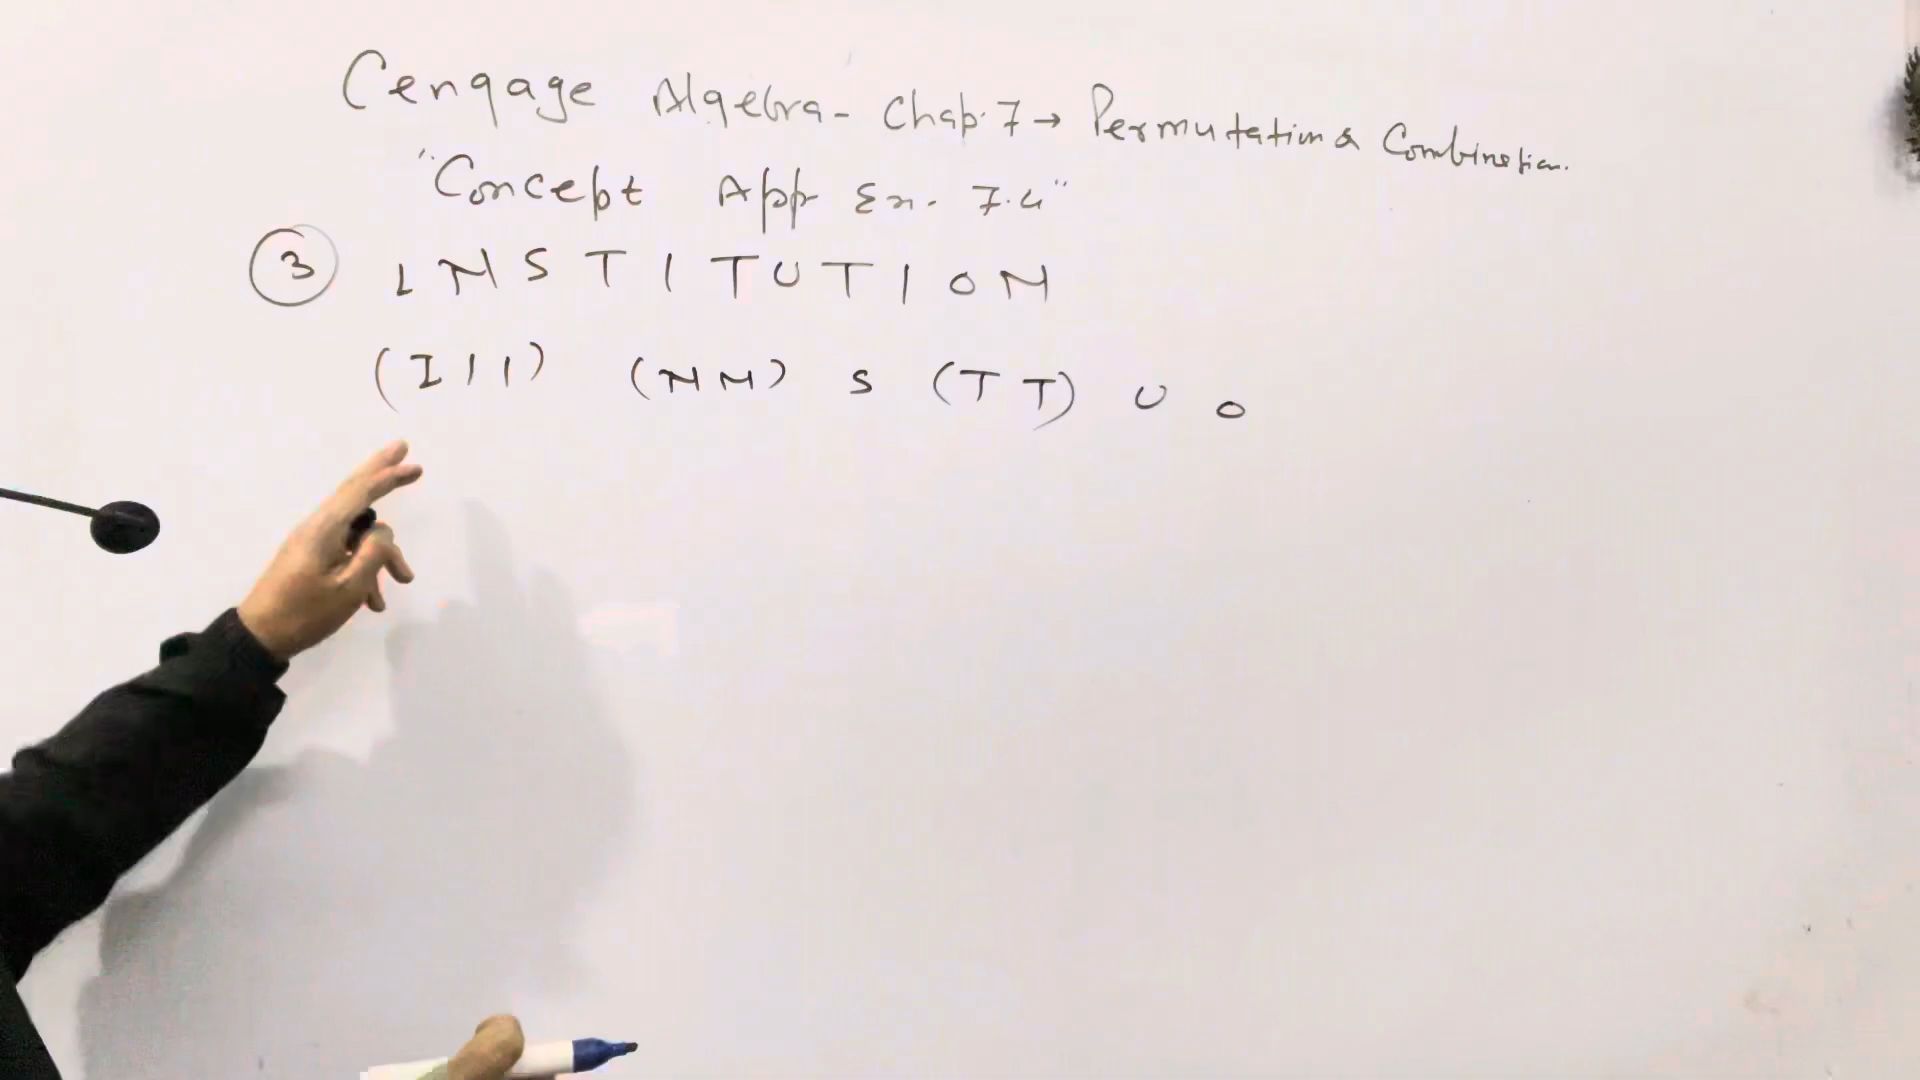 Cengage Algebra - Chap. 7 → Permutation & Combination.
"Concept App Ex. 7.4"
③ INSTITUTION
(III) (NN) S (TT) U O